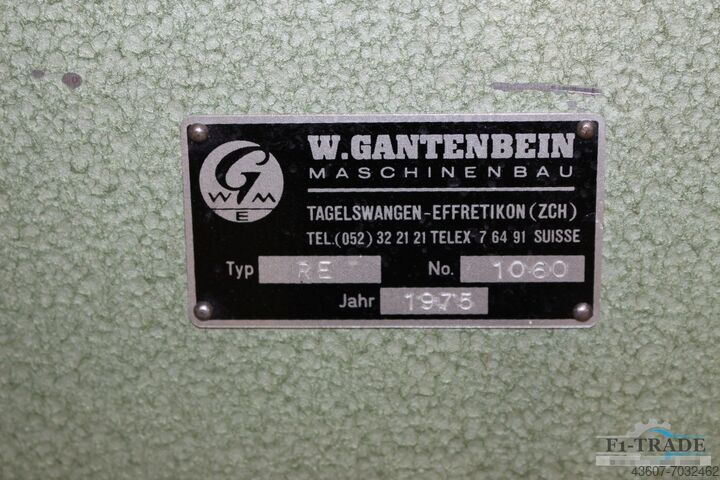 W.GANTENBEIN
MASCHINENBAU
G
W M
E
TAGELSWANGEN-EFFRETIKON (ZCH)
TEL.(052) 32 21 21 TELEX 7 64 91 SUISSE
Typ RE No. 1060
Jahr 1975
F1-TRADE
43607-7032462